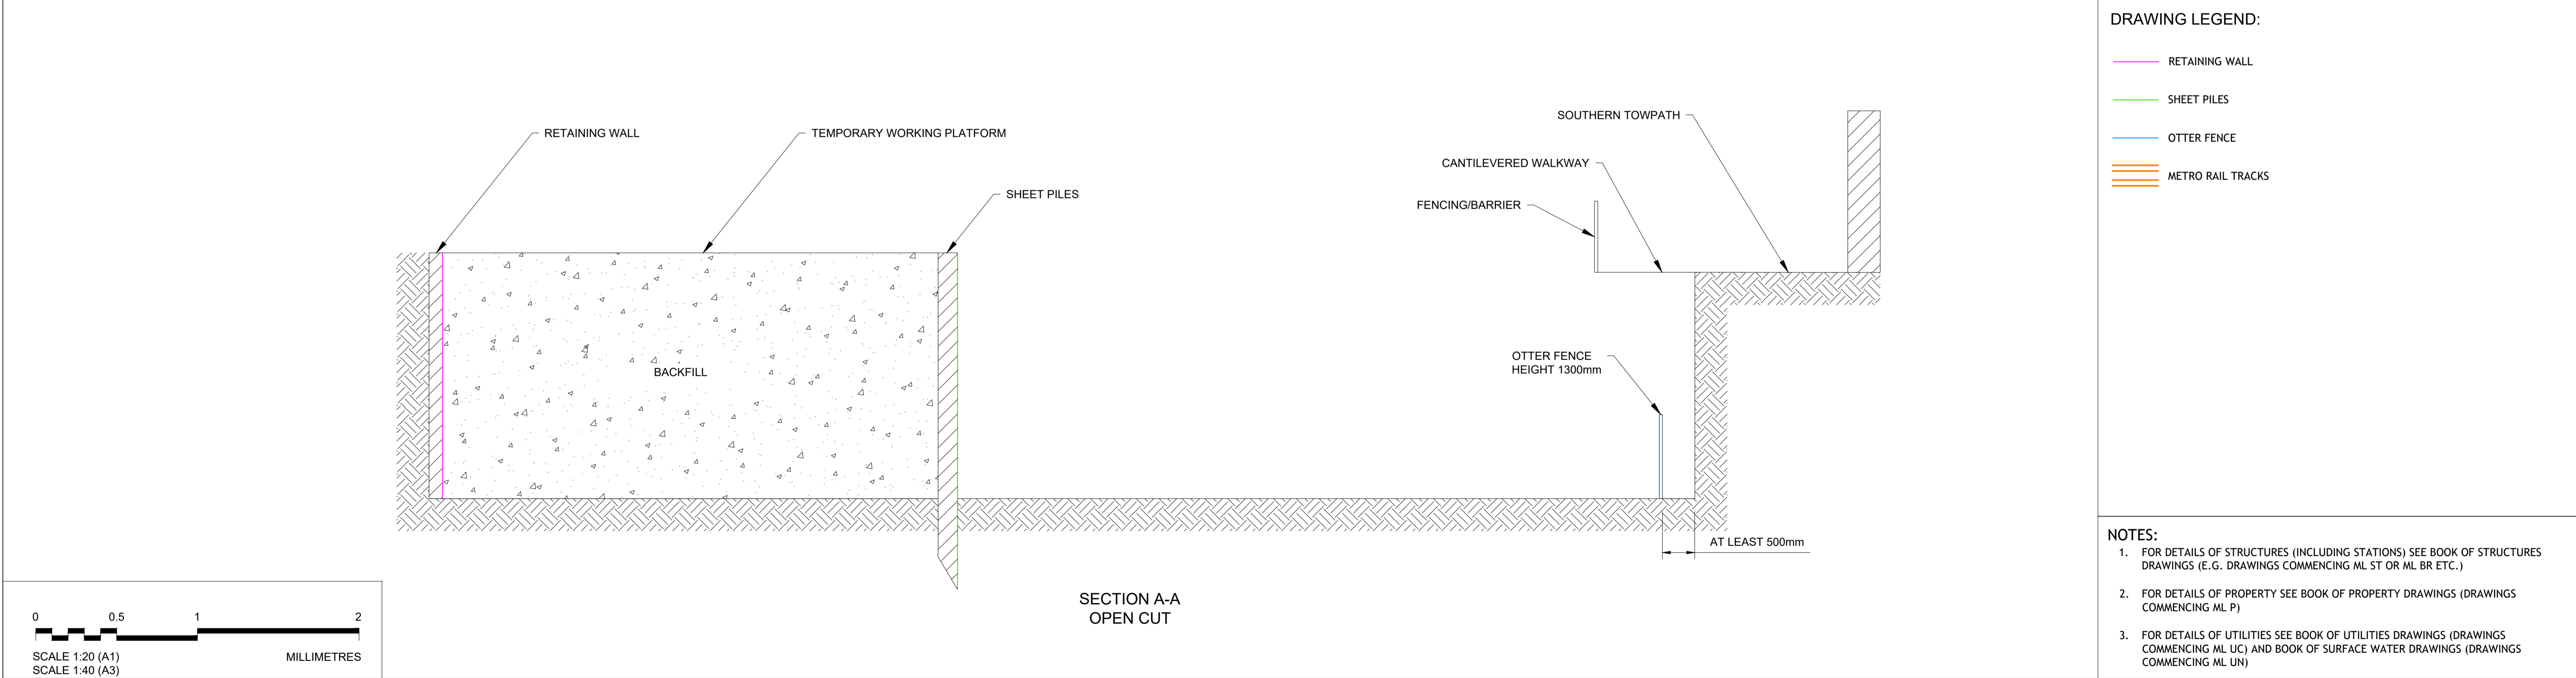 RETAINING WALL
TEMPORARY WORKING PLATFORM
SHEET PILES
SOUTHERN TOWPATH
CANTILEVERED WALKWAY
FENCING/BARRIER
BACKFILL
OTTER FENCE
HEIGHT 1300mm
AT LEAST 500mm
SECTION A-A
OPEN CUT
0 0.5 1 2
SCALE 1:20 (A1) MILLIMETRES
SCALE 1:40 (A3)
DRAWING LEGEND:
RETAINING WALL
SHEET PILES
OTTER FENCE
METRO RAIL TRACKS
NOTES:
1. FOR DETAILS OF STRUCTURES (INCLUDING STATIONS) SEE BOOK OF STRUCTURES
DRAWINGS (E.G. DRAWINGS COMMENCING ML ST OR ML BR ETC.)
2. FOR DETAILS OF PROPERTY SEE BOOK OF PROPERTY DRAWINGS (DRAWINGS
COMMENCING ML P)
3. FOR DETAILS OF UTILITIES SEE BOOK OF UTILITIES DRAWINGS (DRAWINGS
COMMENCING ML UC) AND BOOK OF SURFACE WATER DRAWINGS (DRAWINGS
COMMENCING ML UN)